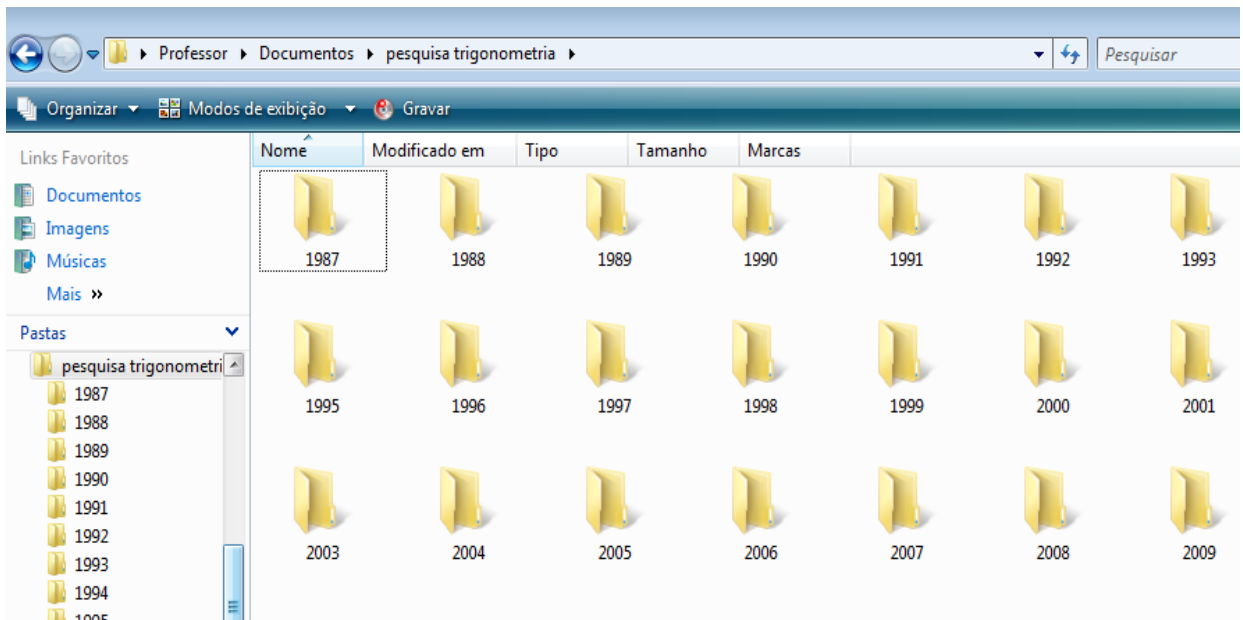 Professor Documentos pesquisa trigonometria Pesquisar
Organizar Modos de exibição Gravar
Links Favoritos
Documentos
Imagens
Músicas
Mais »
Pastas
pesquisa trigonometri
1987
1988
1989
1990
1991
1992
1993
1994
1995
Nome Modificado em Tipo Tamanho Marcas
1987 1988 1989 1990 1991 1992 1993
1995 1996 1997 1998 1999 2000 2001
2003 2004 2005 2006 2007 2008 2009